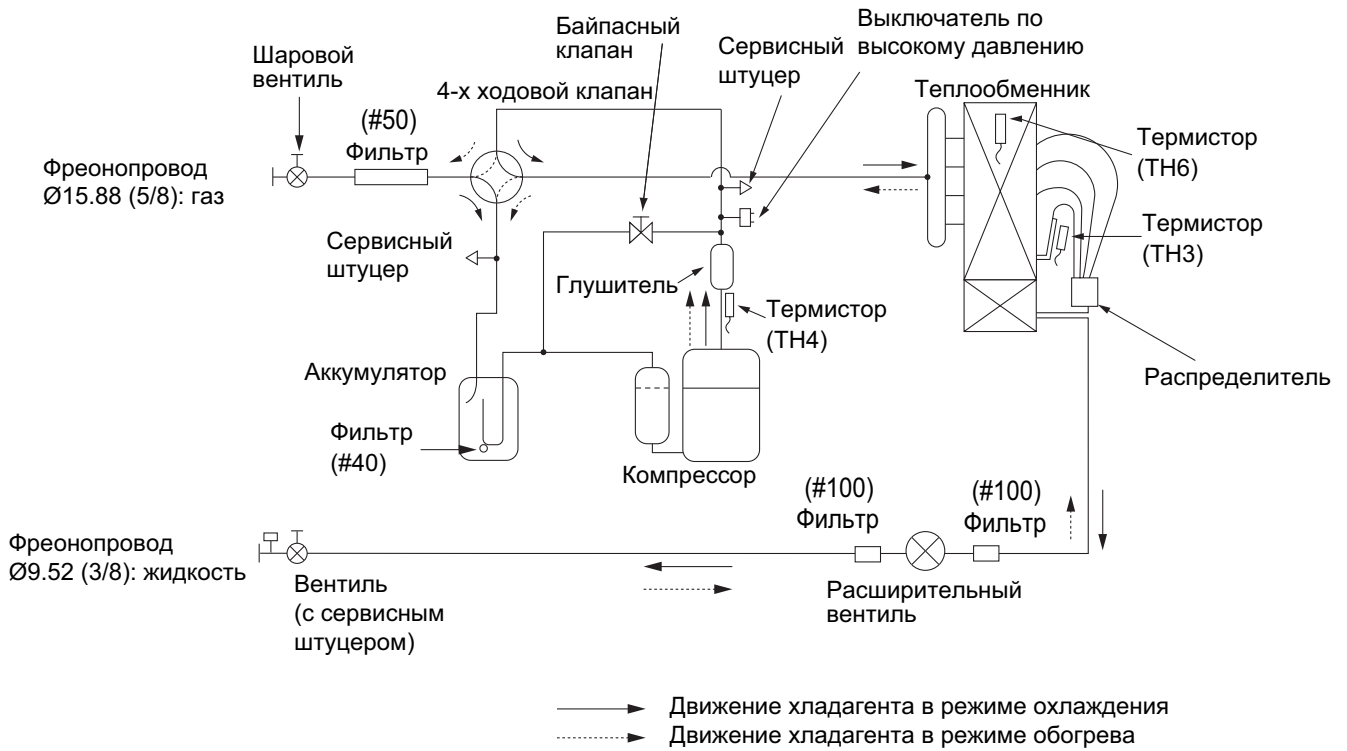 Выключатель по
высокому давлению
Байпасный
клапан
Сервисный
штуцер
Шаровой
вентиль
4-х ходовой клапан
Теплообменник
(#50)
Фильтр
Термистор
(TH6)
Фреонопровод
Ø15.88 (5/8): газ
Термистор
(TH3)
Сервисный
штуцер
Глушитель
Термистор
(TH4)
Аккумулятор
Распределитель
Фильтр
(#40)
Компрессор
(#100)
Фильтр
(#100)
Фильтр
Фреонопровод
Ø9.52 (3/8): жидкость
Вентиль
(с сервисным
штуцером)
Расширительный
вентиль
Движение хладагента в режиме охлаждения
Движение хладагента в режиме обогрева